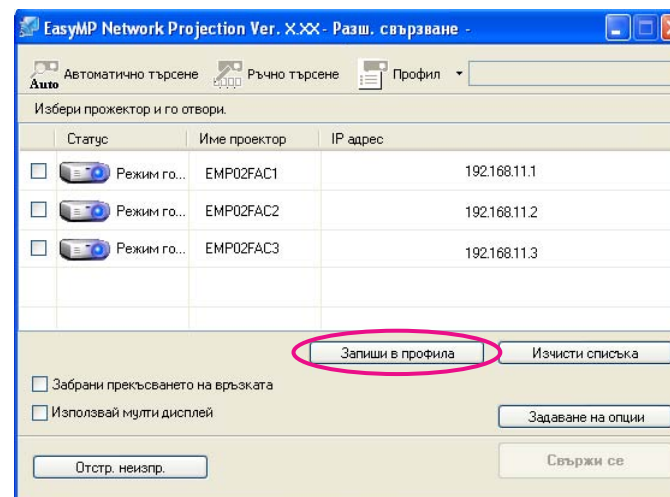 EasyMP Network Projection Ver. X.XX - Разш. свързване -
Auto Автоматично търсене Ръчно търсене Профил
Избери прожектор и го отвори.
Статус Име проектор IP адрес
Режим го... EMP02FAC1 192.168.11.1
Режим го... EMP02FAC2 192.168.11.2
Режим го... EMP02FAC3 192.168.11.3
Запиши в профила Изчисти списъка
Забрани прекъсването на връзката
Използвай мулти дисплей Задаване на опции
Отстр. неизпр. Свържи се